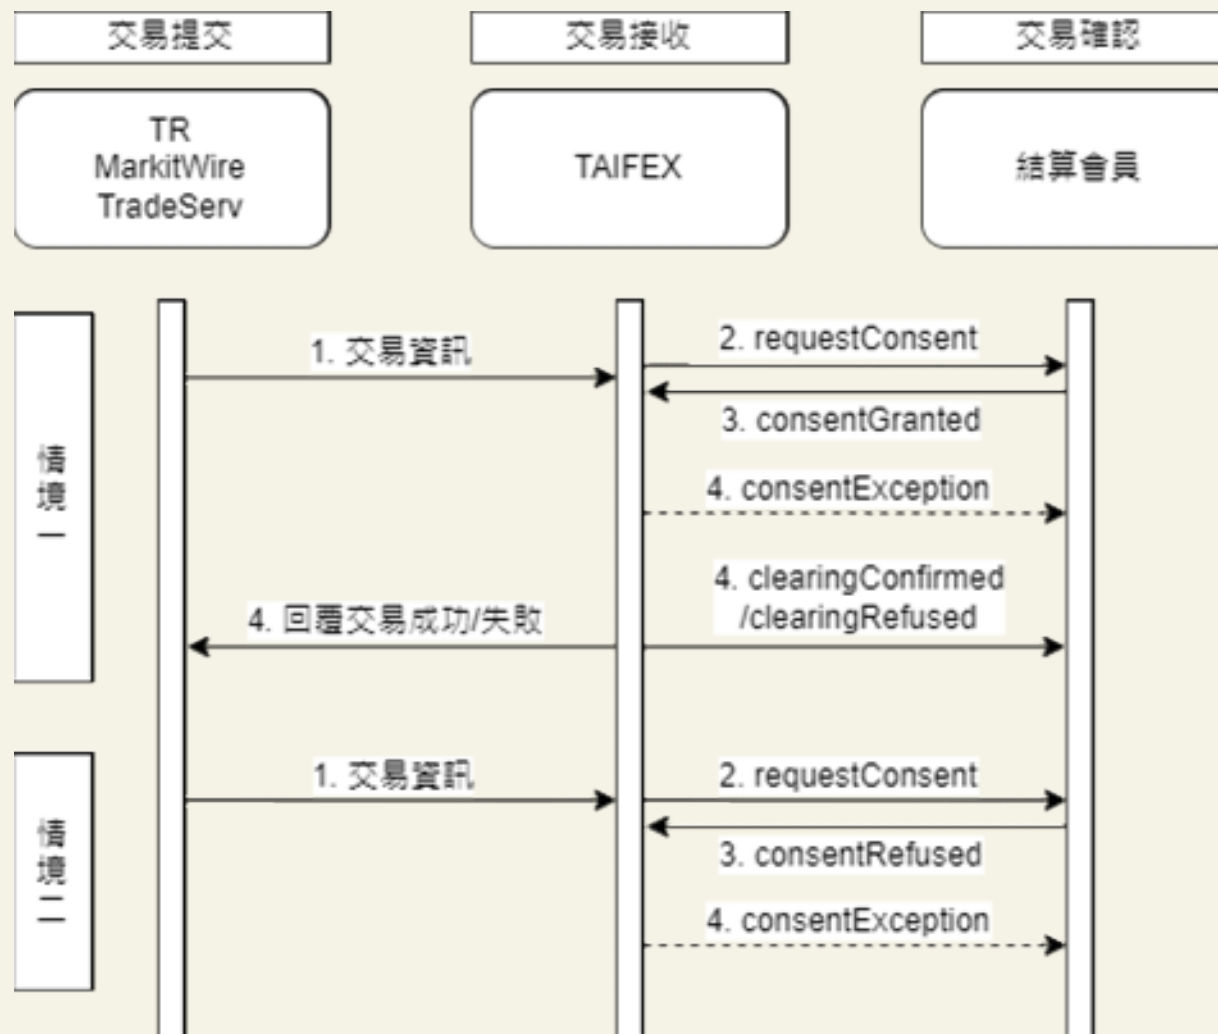 交易提交
交易接收
交易確認
TR
MarkitWire
TradeServ
TAIFEX
結算會員
情境一
1. 交易資訊
2. requestConsent
3. consentGranted
4. consentException
4. 回覆交易成功/失敗
4. clearingConfirmed
/clearingRefused
情境二
1. 交易資訊
2. requestConsent
3. consentRefused
4. consentException